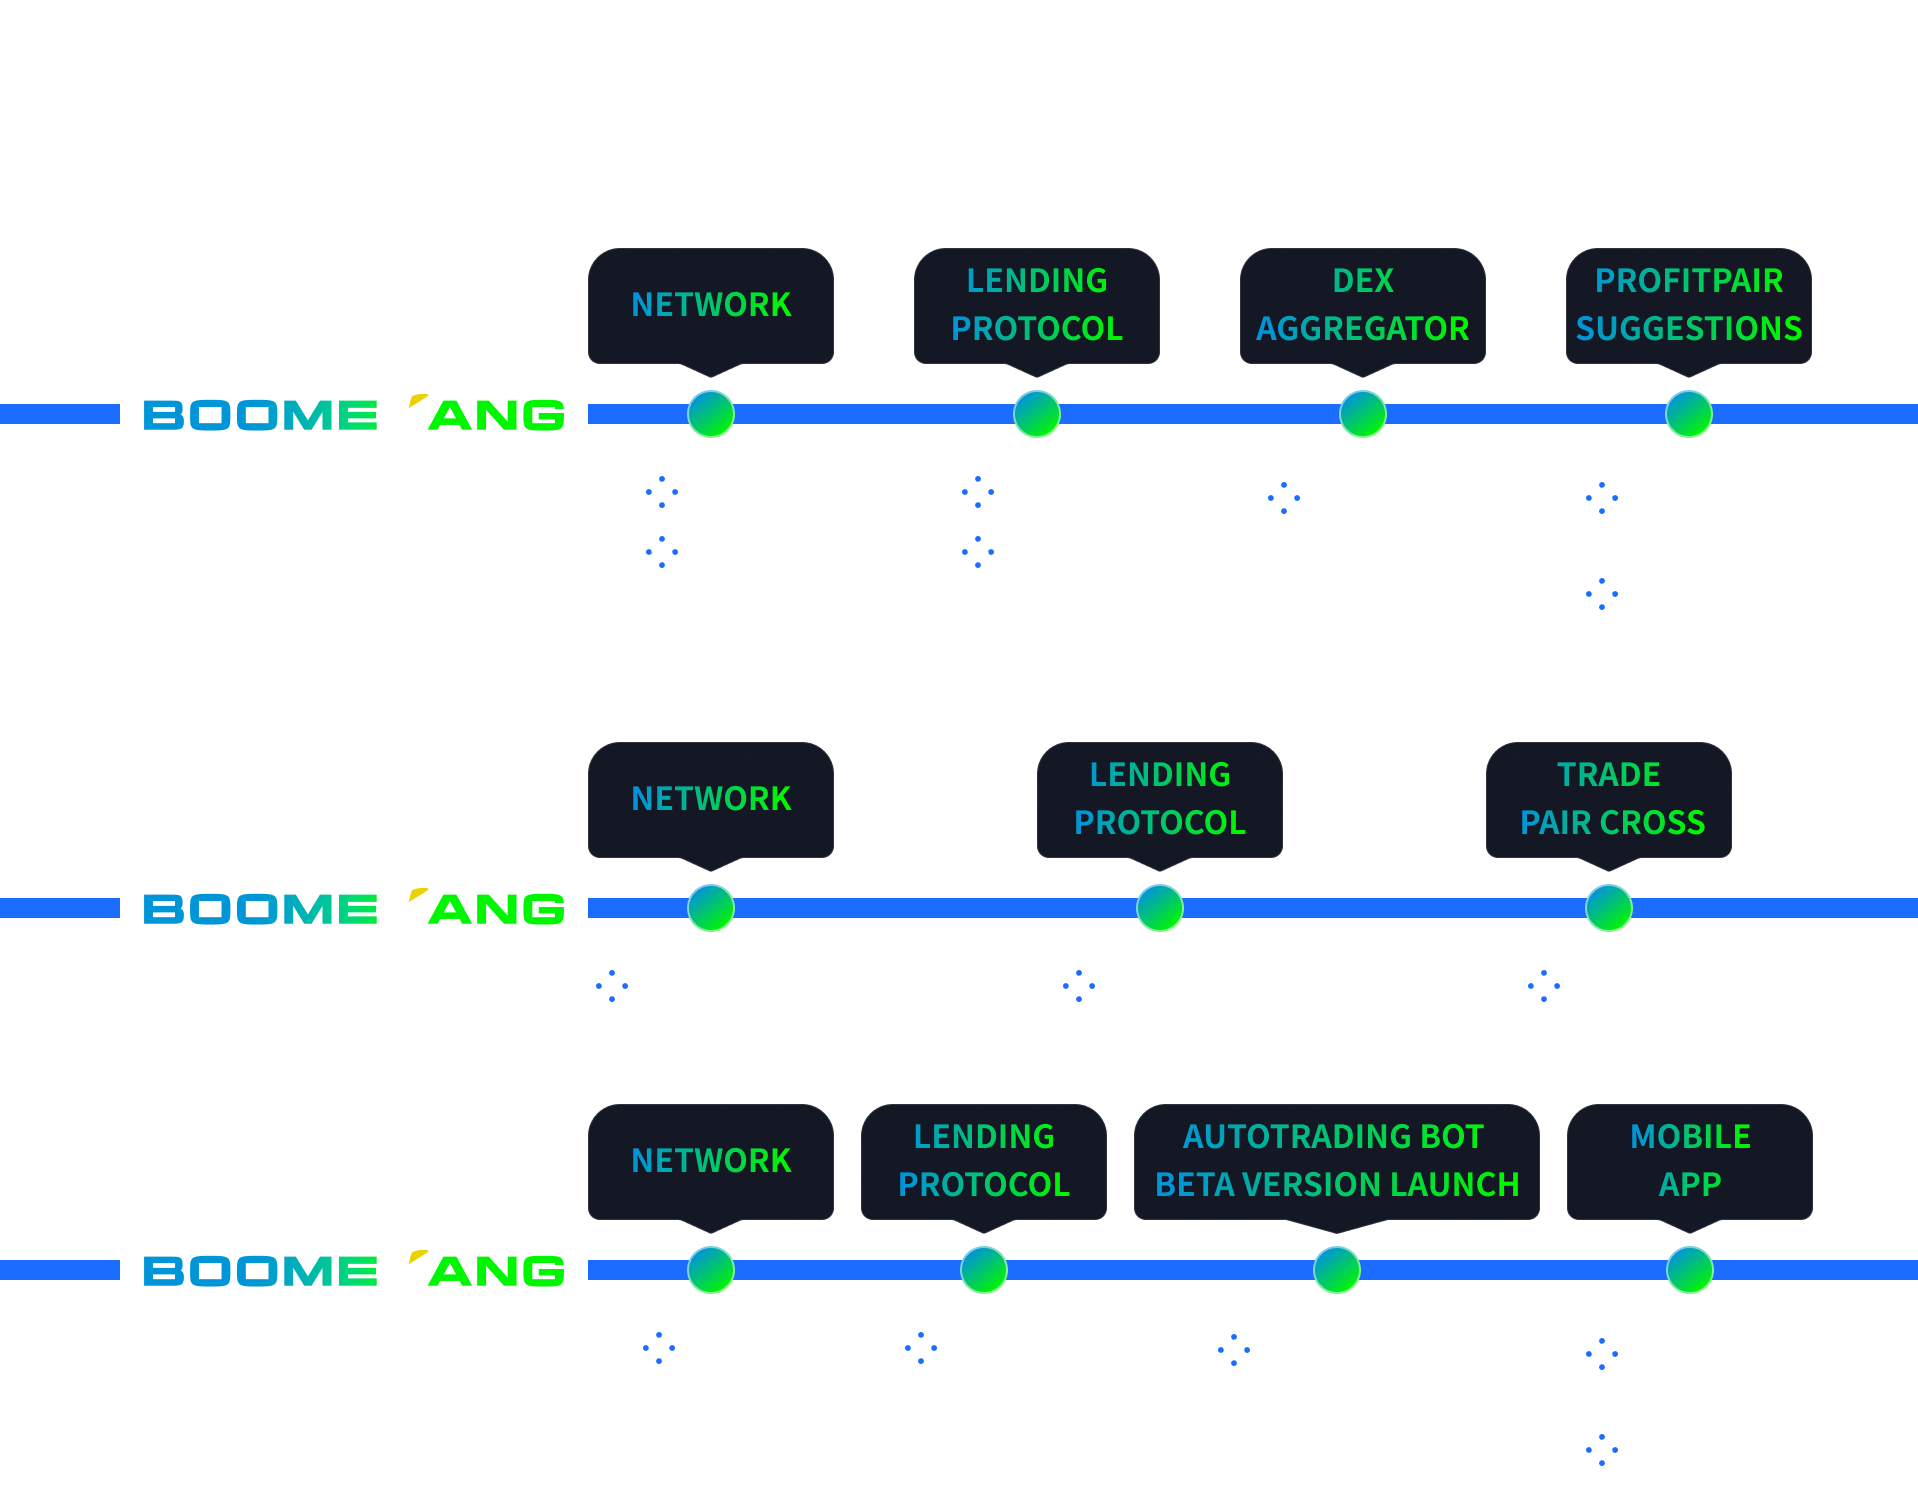 NETWORK
LENDING
PROTOCOL
DEX
AGGREGATOR
PROFITPAIR
SUGGESTIONS
BOOME ANG
NETWORK
LENDING
PROTOCOL
TRADE
PAIR CROSS
BOOME ANG
NETWORK
LENDING
PROTOCOL
AUTOTRADING BOT
BETA VERSION LAUNCH
MOBILE
APP
BOOME ANG